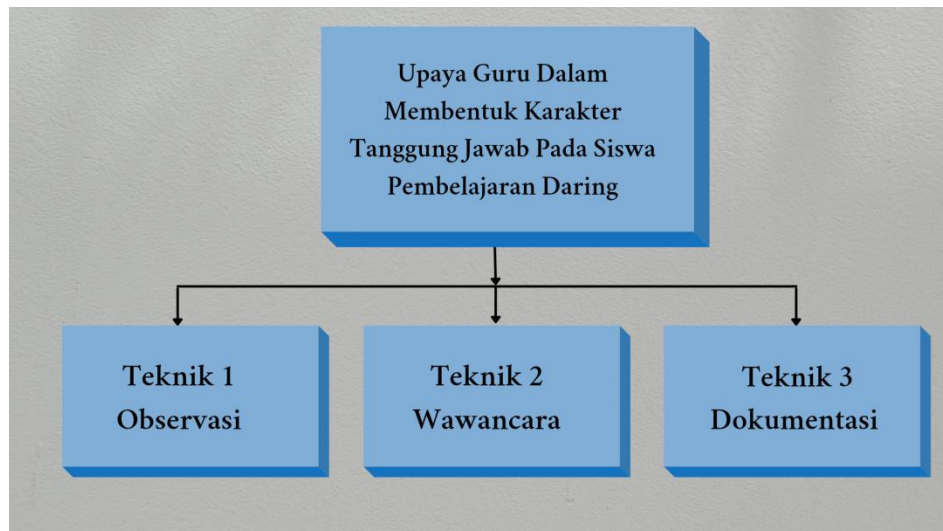 Upaya Guru Dalam
Membentuk Karakter
Tanggung Jawab Pada Siswa
Pembelajaran Daring
Teknik 1
Observasi
Teknik 2
Wawancara
Teknik 3
Dokumentasi